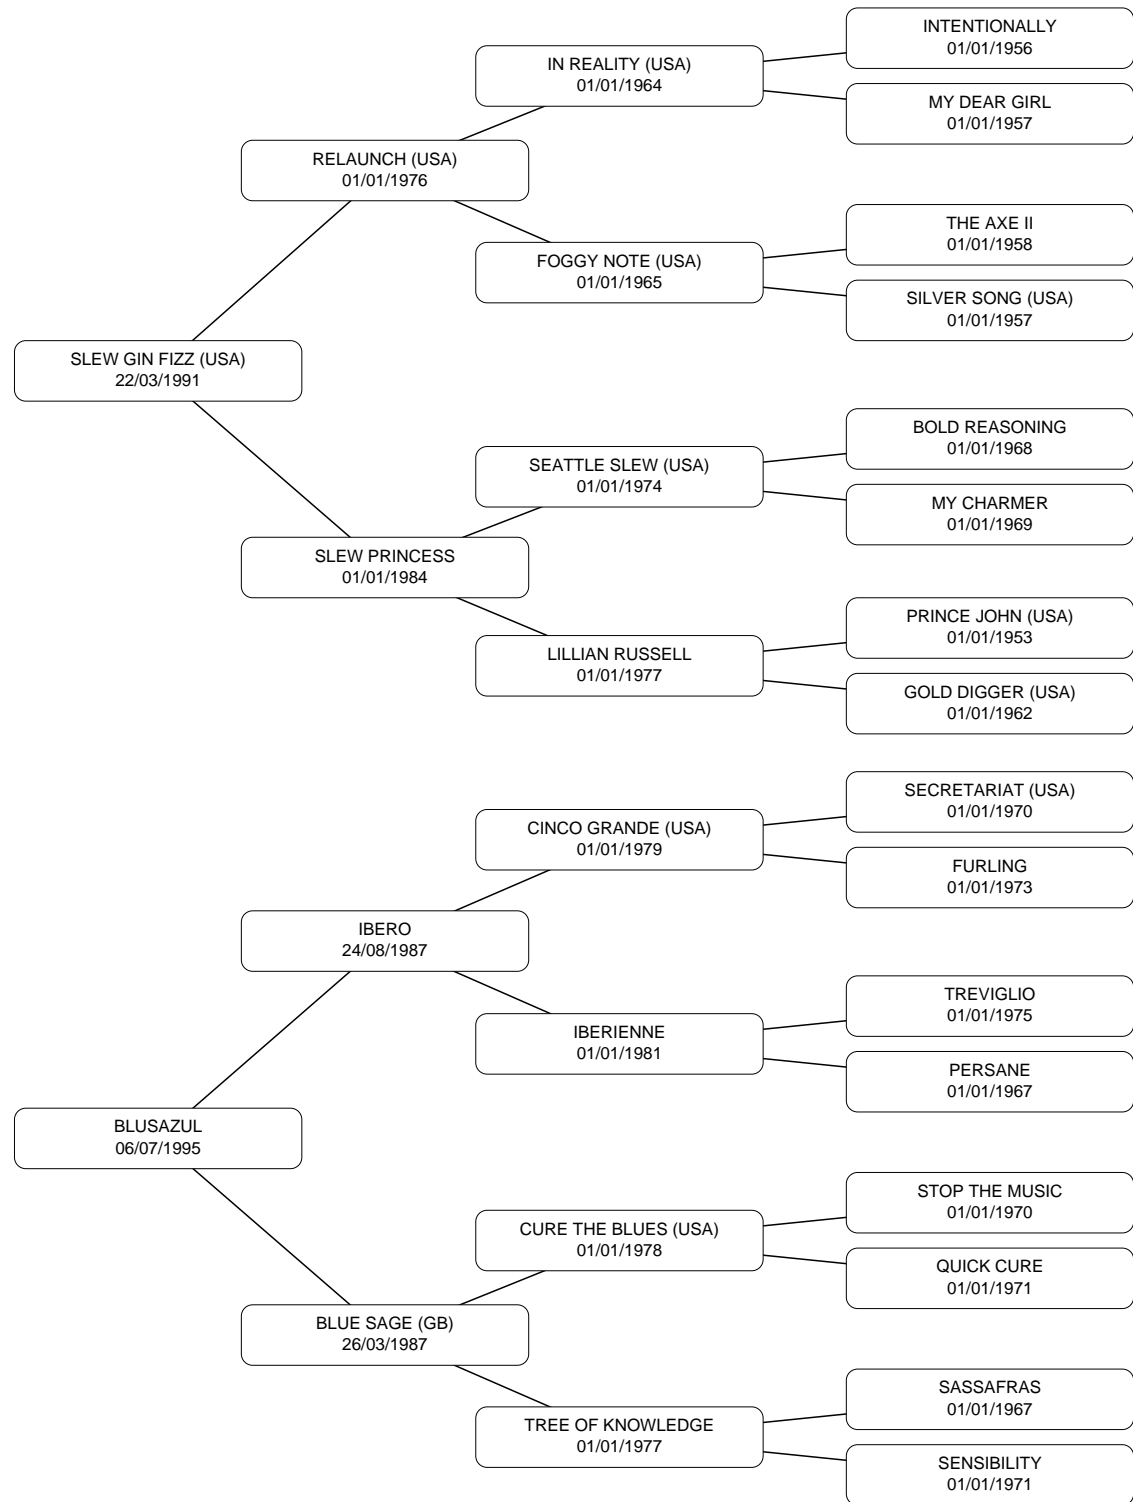 INTENTIONALLY
01/01/1956
IN REALITY (USA)
01/01/1964
MY DEAR GIRL
01/01/1957
RELAUNCH (USA)
01/01/1976
THE AXE II
01/01/1958
FOGGY NOTE (USA)
01/01/1965
SILVER SONG (USA)
01/01/1957
SLEW GIN FIZZ (USA)
22/03/1991
BOLD REASONING
01/01/1968
SEATTLE SLEW (USA)
01/01/1974
MY CHARMER
01/01/1969
SLEW PRINCESS
01/01/1984
PRINCE JOHN (USA)
01/01/1953
LILLIAN RUSSELL
01/01/1977
GOLD DIGGER (USA)
01/01/1962
SECRETARIAT (USA)
01/01/1970
CINCO GRANDE (USA)
01/01/1979
FURLING
01/01/1973
IBERO
24/08/1987
TREVIGLIO
01/01/1975
IBERIENNE
01/01/1981
PERSANE
01/01/1967
BLUSAZUL
06/07/1995
STOP THE MUSIC
01/01/1970
CURE THE BLUES (USA)
01/01/1978
QUICK CURE
01/01/1971
BLUE SAGE (GB)
26/03/1987
SASSAFRAS
01/01/1967
TREE OF KNOWLEDGE
01/01/1977
SENSIBILITY
01/01/1971